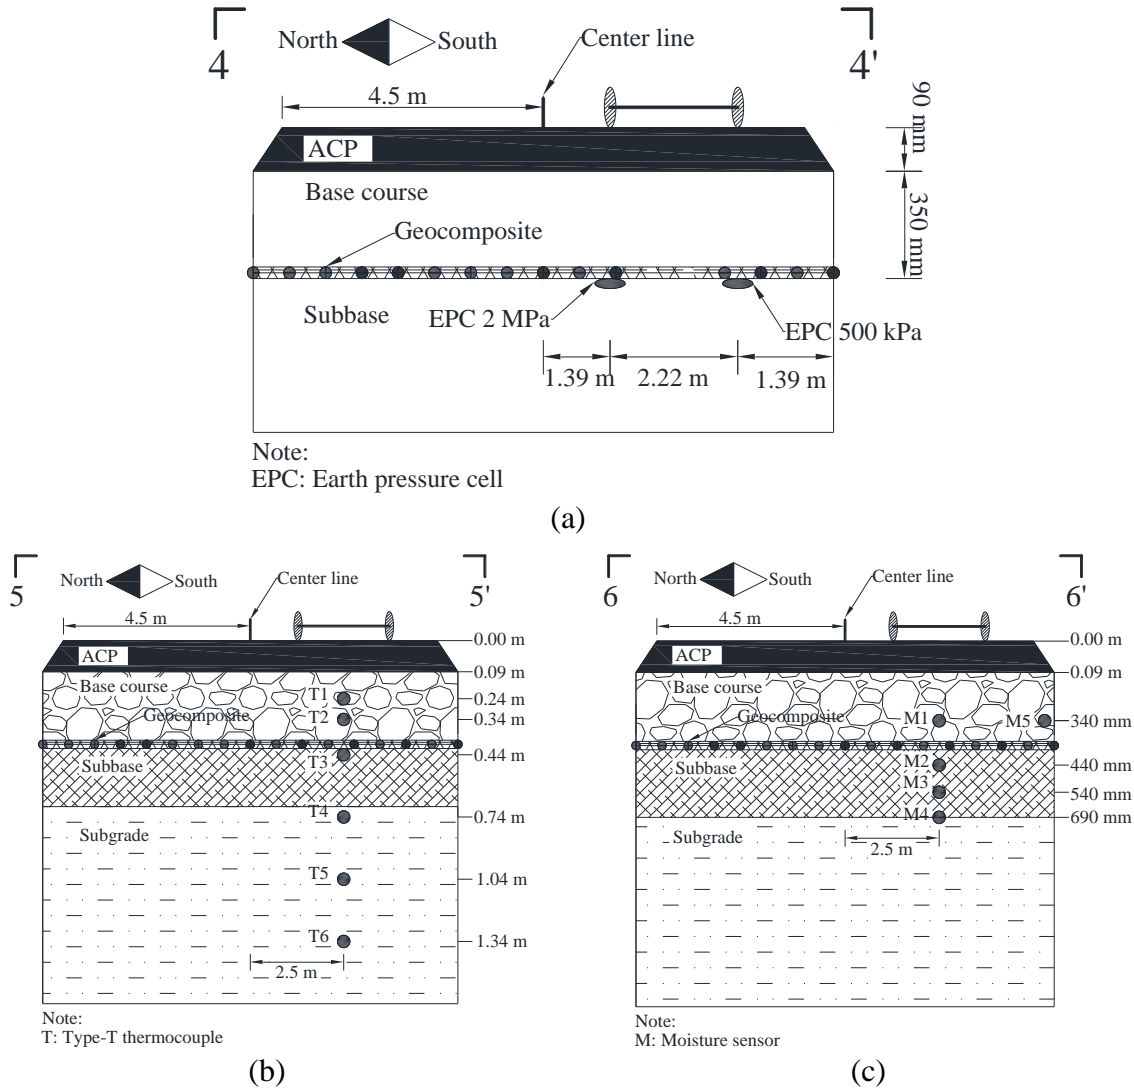 4
North
South
Center line
4'
4.5 m
90 mm
ACP
Base course
350 mm
Geocomposite
Subbase
EPC 2 MPa
EPC 500 kPa
1.39 m
2.22 m
1.39 m
Note:
EPC: Earth pressure cell
(a)
5
North
South
Center line
5'
4.5 m
0.00 m
ACP
0.09 m
Base course
T1
0.24 m
Geocomposite
T2
0.34 m
T3
0.44 m
Subbase
T4
0.74 m
Subgrade
T5
1.04 m
T6
1.34 m
2.5 m
Note:
T: Type-T thermocouple
(b)
6
North
South
Center line
6'
4.5 m
0.00 m
ACP
0.09 m
Base course
Geocomposite
M1
M5
340 mm
Subbase
M2
440 mm
M3
540 mm
M4
690 mm
Subgrade
2.5 m
Note:
M: Moisture sensor
(c)